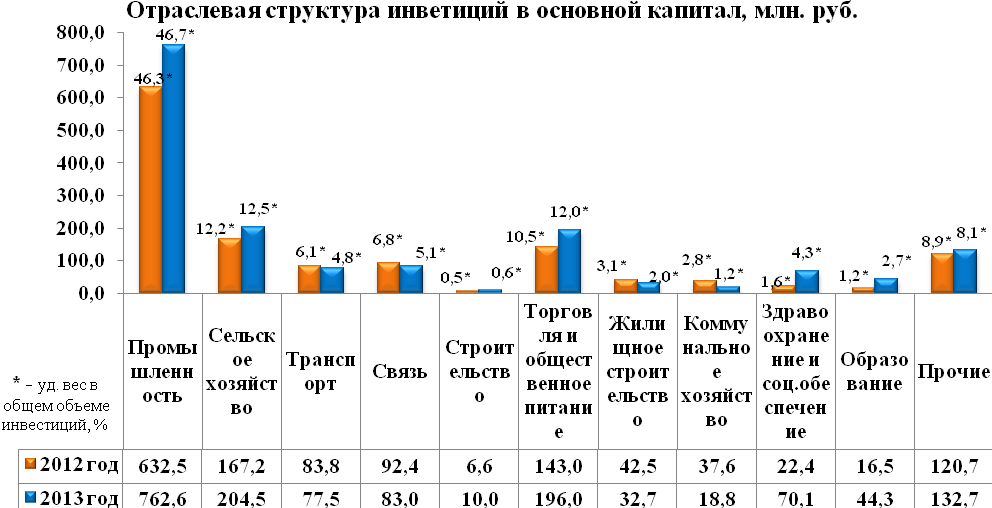 Отраслевая структура инветиций в основной капитал, млн. руб.
800,0
700,0
600,0
500,0
400,0
300,0
200,0
100,0
0,0
46,3*
46,7*
12,2*
12,5*
6,1*
4,8*
6,8*
5,1*
0,5*
0,6*
10,5*
12,0*
3,1*
2,0*
2,8*
1,2*
1,6*
4,3*
1,2*
2,7*
8,9*
8,1*
Промы
шленн
ость
Сельск
ое
хозяйст
во
Трансп
орт
Связь
Строит
ельств
о
Торгов
ля и
общест
венное
питани
е
Жили
щное
строит
ельств
о
Комму
нально
е
хозяйс
тво
Здраво
охране
ние и
соц.обе
спечен
ие
Образо
вание
Прочие
* – уд. вес в
общем объеме
инвестиций,%
2012 год 632,5 167,2 83,8 92,4 6,6 143,0 42,5 37,6 22,4 16,5 120,7
2013 год 762,6 204,5 77,5 83,0 10,0 196,0 32,7 18,8 70,1 44,3 132,7